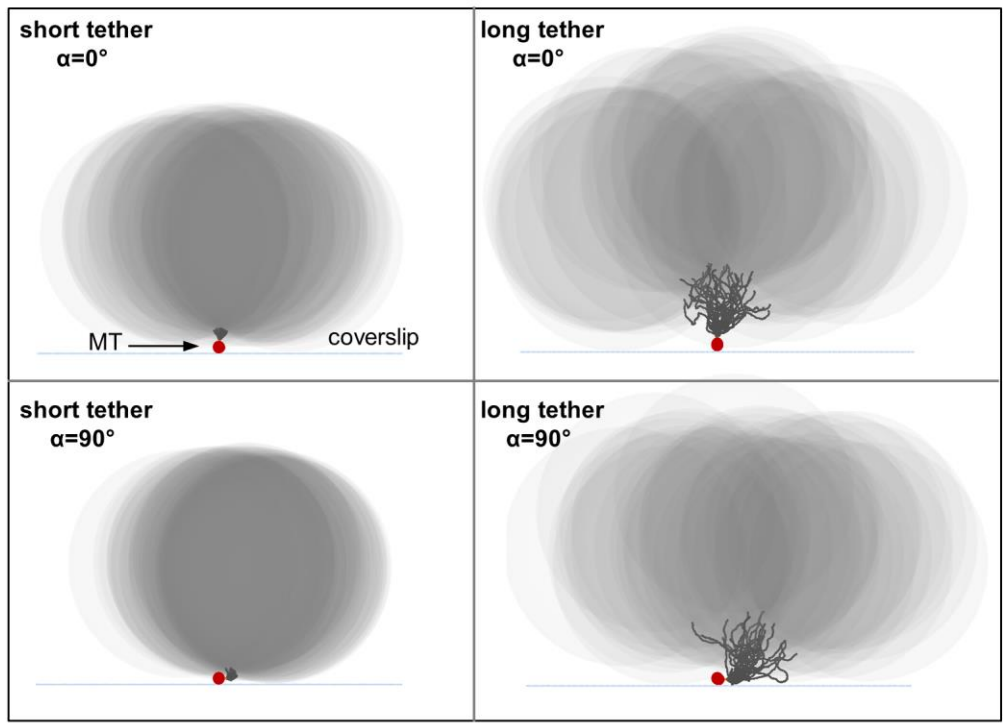 short tether
α=0°
long tether
α=0°
MT
coverslip
short tether
α=90°
long tether
α=90°